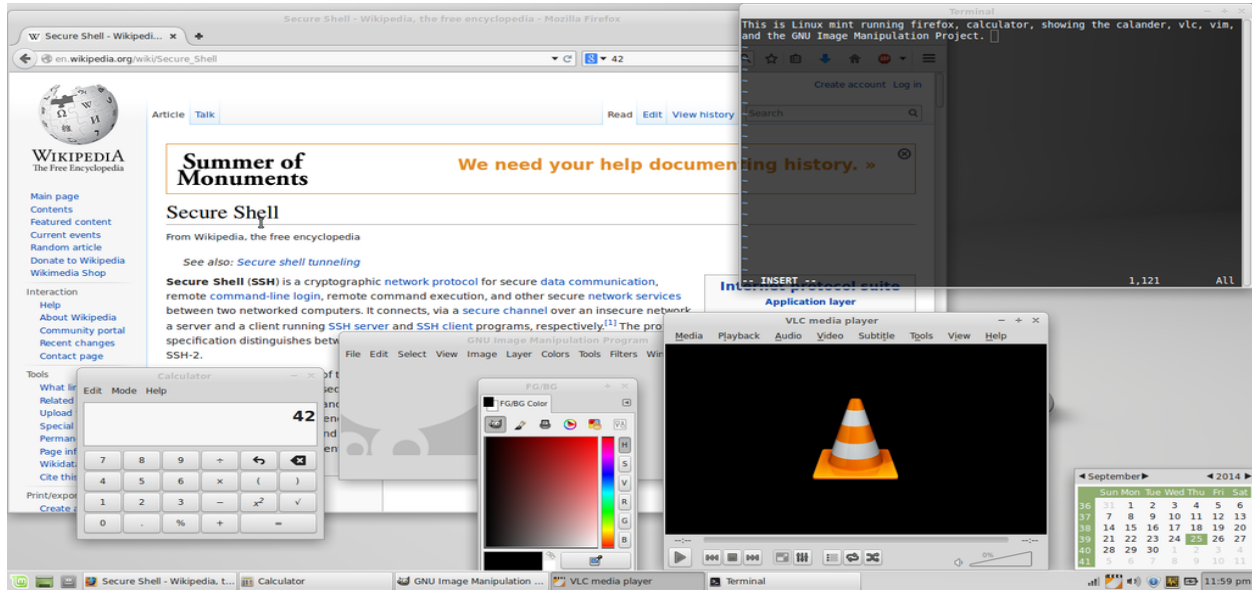 Secure Shell - Wikipedia, the free encyclopedia - Mozilla Firefox
Secure Shell - Wikipedi...
en.wikipedia.org/wiki/Secure_Shell
42
Create account Log in
Article Talk
Read Edit View history
Search
WIKIPEDIA
The Free Encyclopedia
Summer of
Monuments
We need your help documenting history. »
Main page
Contents
Featured content
Current events
Random article
Donate to Wikipedia
Wikimedia Shop
Interaction
Help
About Wikipedia
Community portal
Recent changes
Contact page
Tools
What li
Related
Upload
Special
Perman
Page inf
Wikidat
Cite this
Print/expor
Create a
Secure Shell
From Wikipedia, the free encyclopedia
See also: Secure shell tunneling
Secure Shell (SSH) is a cryptographic network protocol for secure data communication,
remote command-line login, remote command execution, and other secure network services
between two networked computers. It connects, via a secure channel over an insecure network,
a server and a client running SSH server and SSH client programs, respectively.[1] The pro
specification distinguishes betw
SSH-2.
Internet protocol suite
Application layer
Terminal
This is Linux mint running firefox, calculator, showing the calander, vlc, vim,
and the GNU Image Manipulation Project.
-- INSERT --
1,121 All
GNU Image Manipulation Program
File Edit Select View Image Layer Colors Tools Filters Win
FG/BG
FG/BG Color
H
S
V
R
G
B
Calculator
Edit Mode Help
42
7 8 9 ÷
4 5 6 × ( )
1 2 3 − x² √
0 . % + =
VLC media player
Media Playback Audio Video Subtitle Tools View Help
--:-- --:--
0%
September 2014
Sun Mon Tue Wed Thu Fri Sat
36 31 1 2 3 4 5 6
37 7 8 9 10 11 12 13
38 14 15 16 17 18 19 20
39 21 22 23 24 25 26 27
40 28 29 30 1 2 3 4
41 5 6 7 8 9 10 11
Secure Shell - Wikipedia, t...
Calculator
GNU Image Manipulation ...
VLC media player
Terminal
11:59 pm